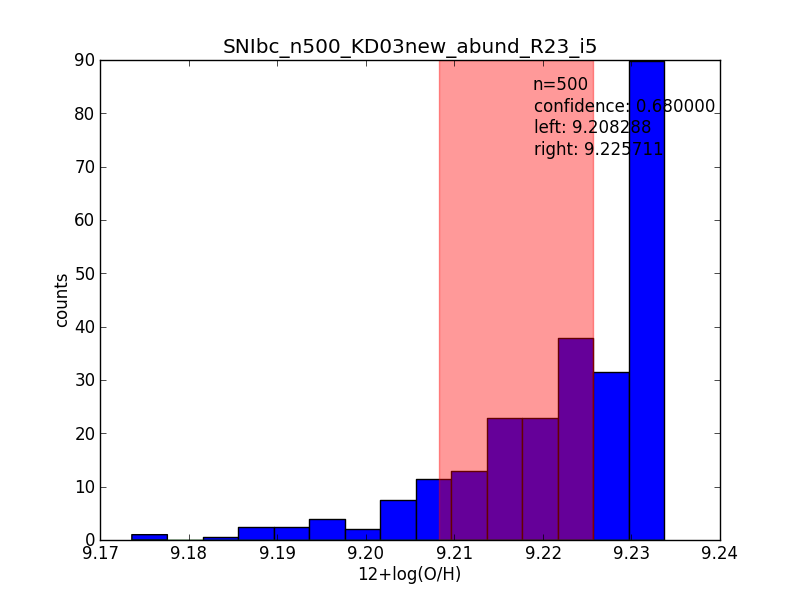 SNIbc_n500_KD03new_abund_R23_i5
n=500
confidence: 0.680000
left: 9.208288
right: 9.225711
90
80
70
60
50
40
30
20
10
0
counts
9.17 9.18 9.19 9.20 9.21 9.22 9.23 9.24
12+log(O/H)